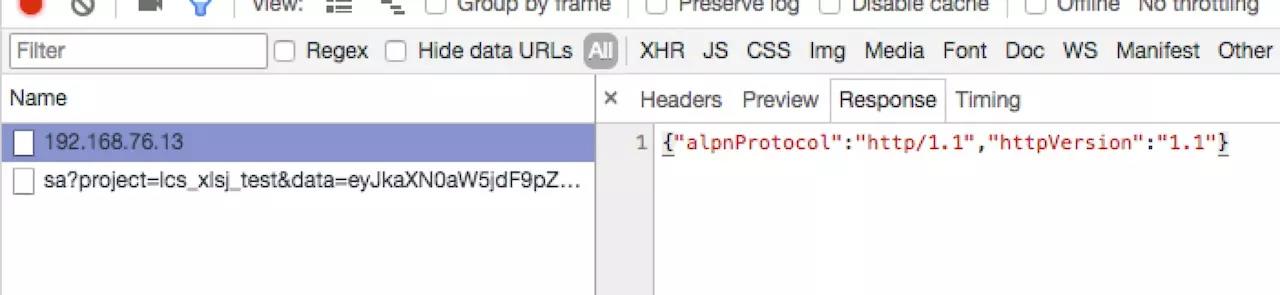 View: Group by frame Preserve log Disable cache Offline No throttling
Filter Regex Hide data URLs All XHR JS CSS Img Media Font Doc WS Manifest Other
Name
× Headers Preview Response Timing
192.168.76.13
1 {"alpnProtocol":"http/1.1","httpVersion":"1.1"}
sa?project=lcs_xlsj_test&data=eyJkaXN0aW5jdF9pZ...